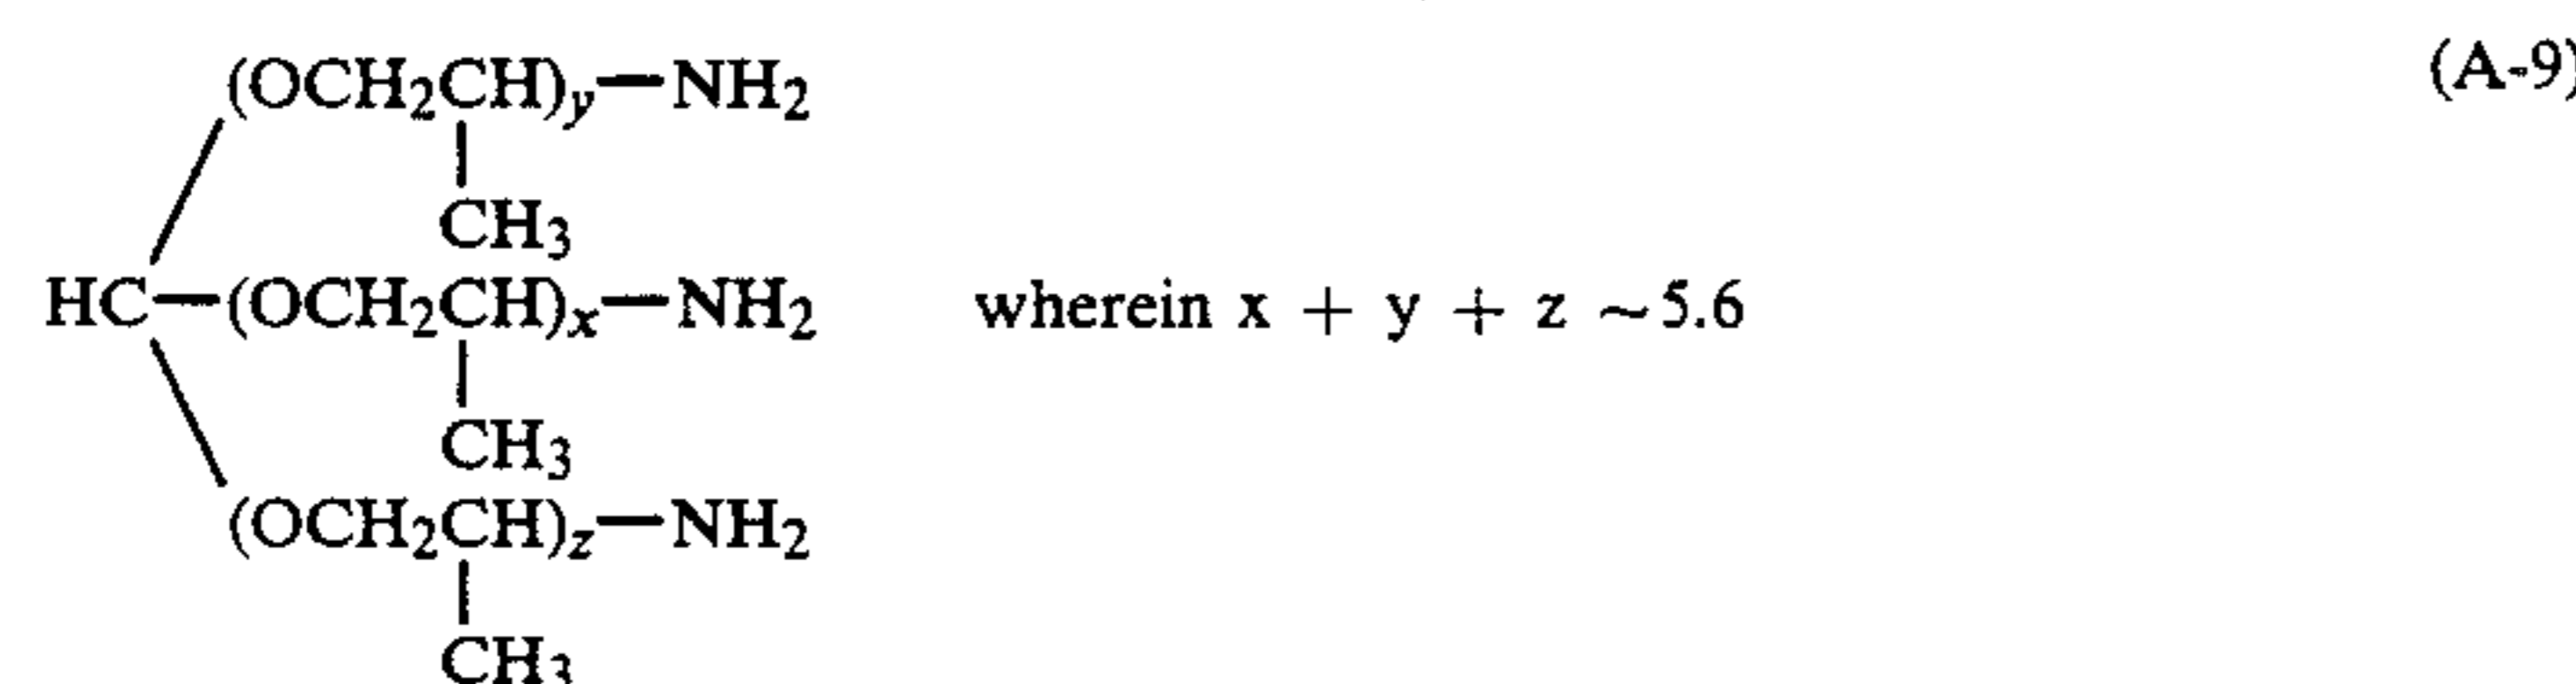 (OCH2CH)y—NH2 (A-9)
CH3
HC—(OCH2CH)x—NH2 wherein x + y + z ~5.6
CH3
(OCH2CH)z—NH2
CH3